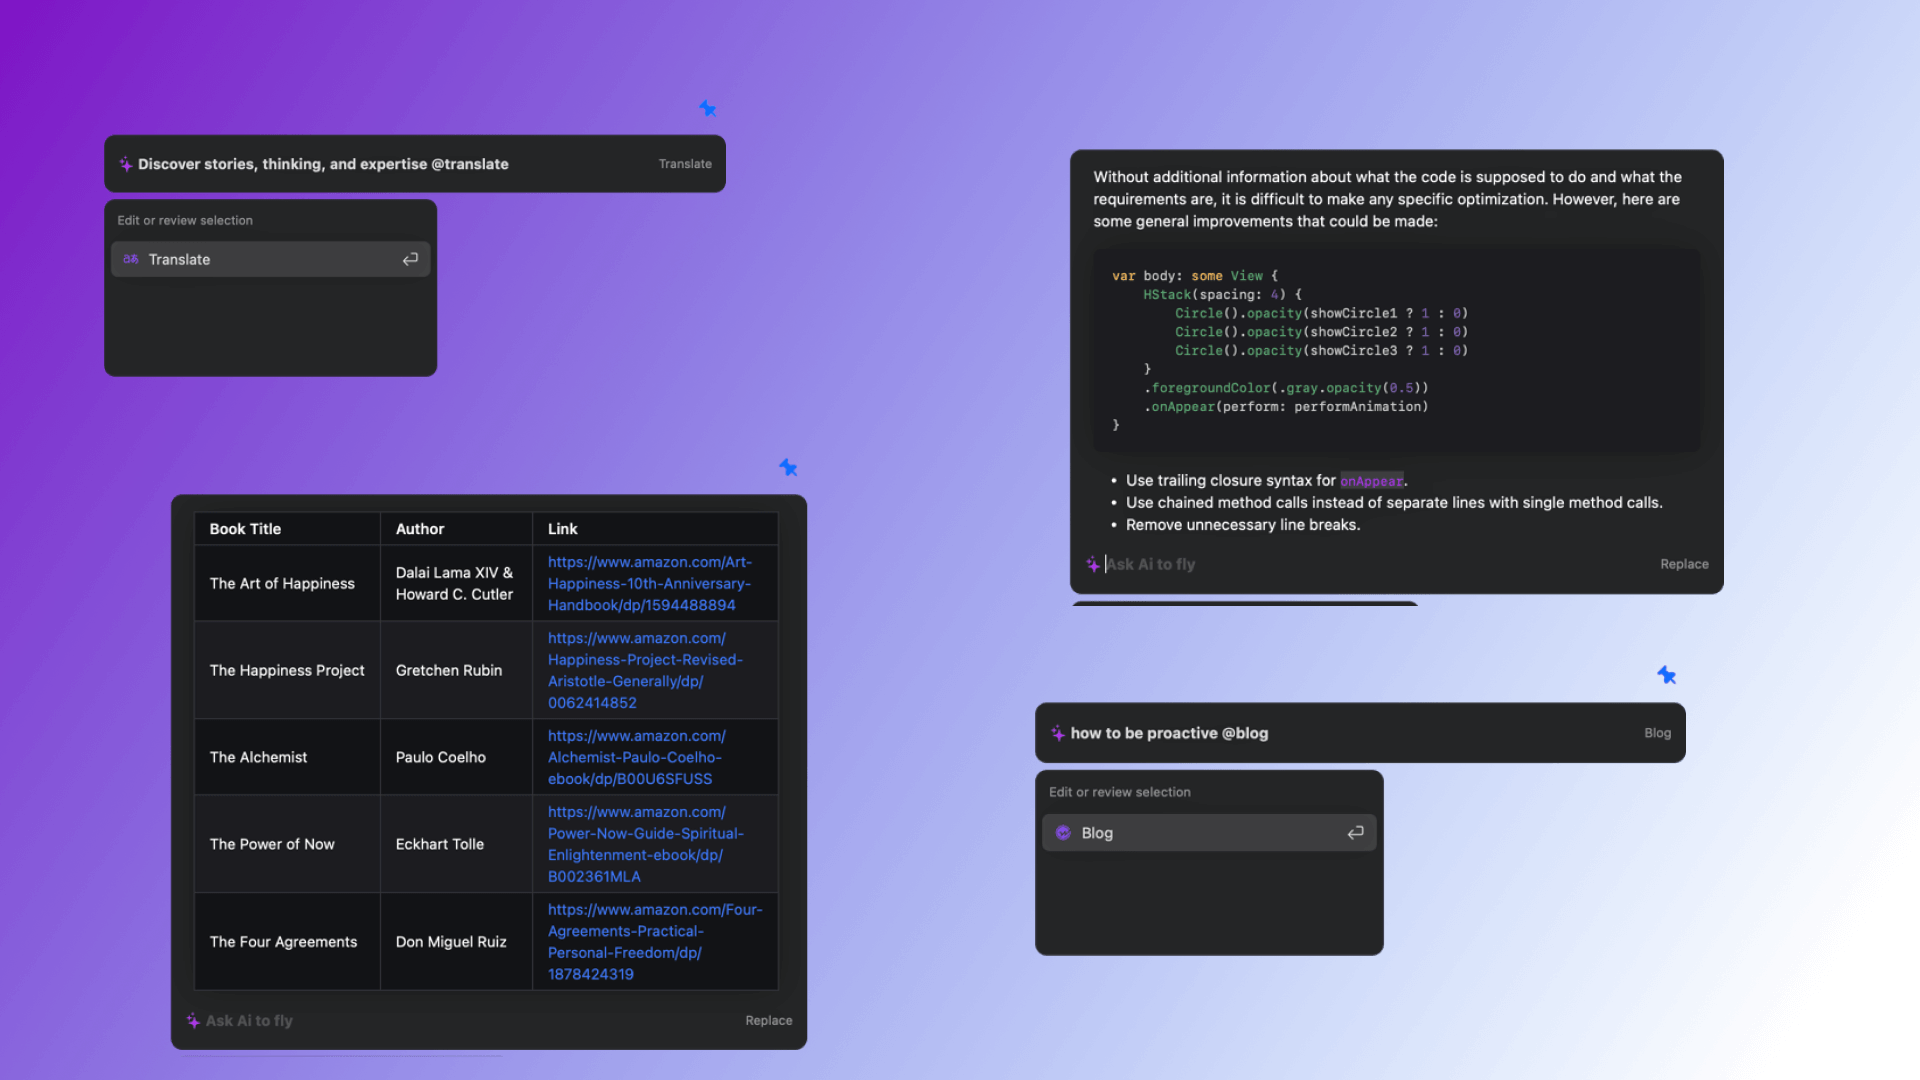 Discover stories, thinking, and expertise @translate
Translate
Edit or review selection
Translate
Book Title
Author
Link
The Art of Happiness
Dalai Lama XIV &
Howard C. Cutler
https://www.amazon.com/Art-
Happiness-10th-Anniversary-
Handbook/dp/1594488894
The Happiness Project
Gretchen Rubin
https://www.amazon.com/
Happiness-Project-Revised-
Aristotle-Generally/dp/
0062414852
The Alchemist
Paulo Coelho
https://www.amazon.com/
Alchemist-Paulo-Coelho-
ebook/dp/B00U6SFUSS
The Power of Now
Eckhart Tolle
https://www.amazon.com/
Power-Now-Guide-Spiritual-
Enlightenment-ebook/dp/
B002361MLA
The Four Agreements
Don Miguel Ruiz
https://www.amazon.com/Four-
Agreements-Practical-
Personal-Freedom/dp/
1878424319
Ask Ai to fly
Replace
Without additional information about what the code is supposed to do and what the
requirements are, it is difficult to make any specific optimization. However, here are
some general improvements that could be made:
var body: some View {
    HStack(spacing: 4) {
        Circle().opacity(showCircle1 ? 1 : 0)
        Circle().opacity(showCircle2 ? 1 : 0)
        Circle().opacity(showCircle3 ? 1 : 0)
    }
    .foregroundColor(.gray.opacity(0.5))
    .onAppear(perform: performAnimation)
}
• Use trailing closure syntax for onAppear.
• Use chained method calls instead of separate lines with single method calls.
• Remove unnecessary line breaks.
Ask Ai to fly
Replace
how to be proactive @blog
Blog
Edit or review selection
Blog